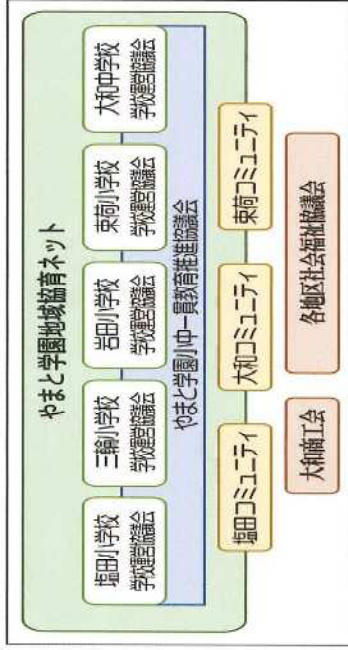 やまと学園地域協育ネット
塩田小学校
学校運営協議会
三輪小学校
学校運営協議会
岩田小学校
学校運営協議会
束荷小学校
学校運営協議会
大和中学校
学校運営協議会
やまと学園小中一貫教育推進協議会
塩田コミュニティ
大和コミュニティ
束荷コミュニティ
大和商工会
各地区社会福祉協議会